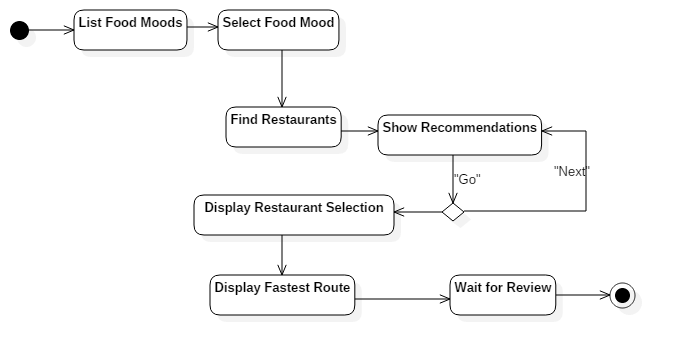 List Food Moods
Select Food Mood
Find Restaurants
Show Recommendations
"Go"
"Next"
Display Restaurant Selection
Display Fastest Route
Wait for Review